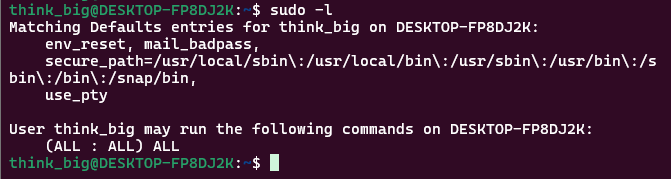 think_big@DESKTOP-FP8DJ2K:~$ sudo -l
Matching Defaults entries for think_big on DESKTOP-FP8DJ2K:
    env_reset, mail_badpass,
    secure_path=/usr/local/sbin\:/usr/local/bin\:/usr/sbin\:/usr/bin\:/s
bin\:/bin\:/snap/bin,
    use_pty

User think_big may run the following commands on DESKTOP-FP8DJ2K:
    (ALL : ALL) ALL
think_big@DESKTOP-FP8DJ2K:~$